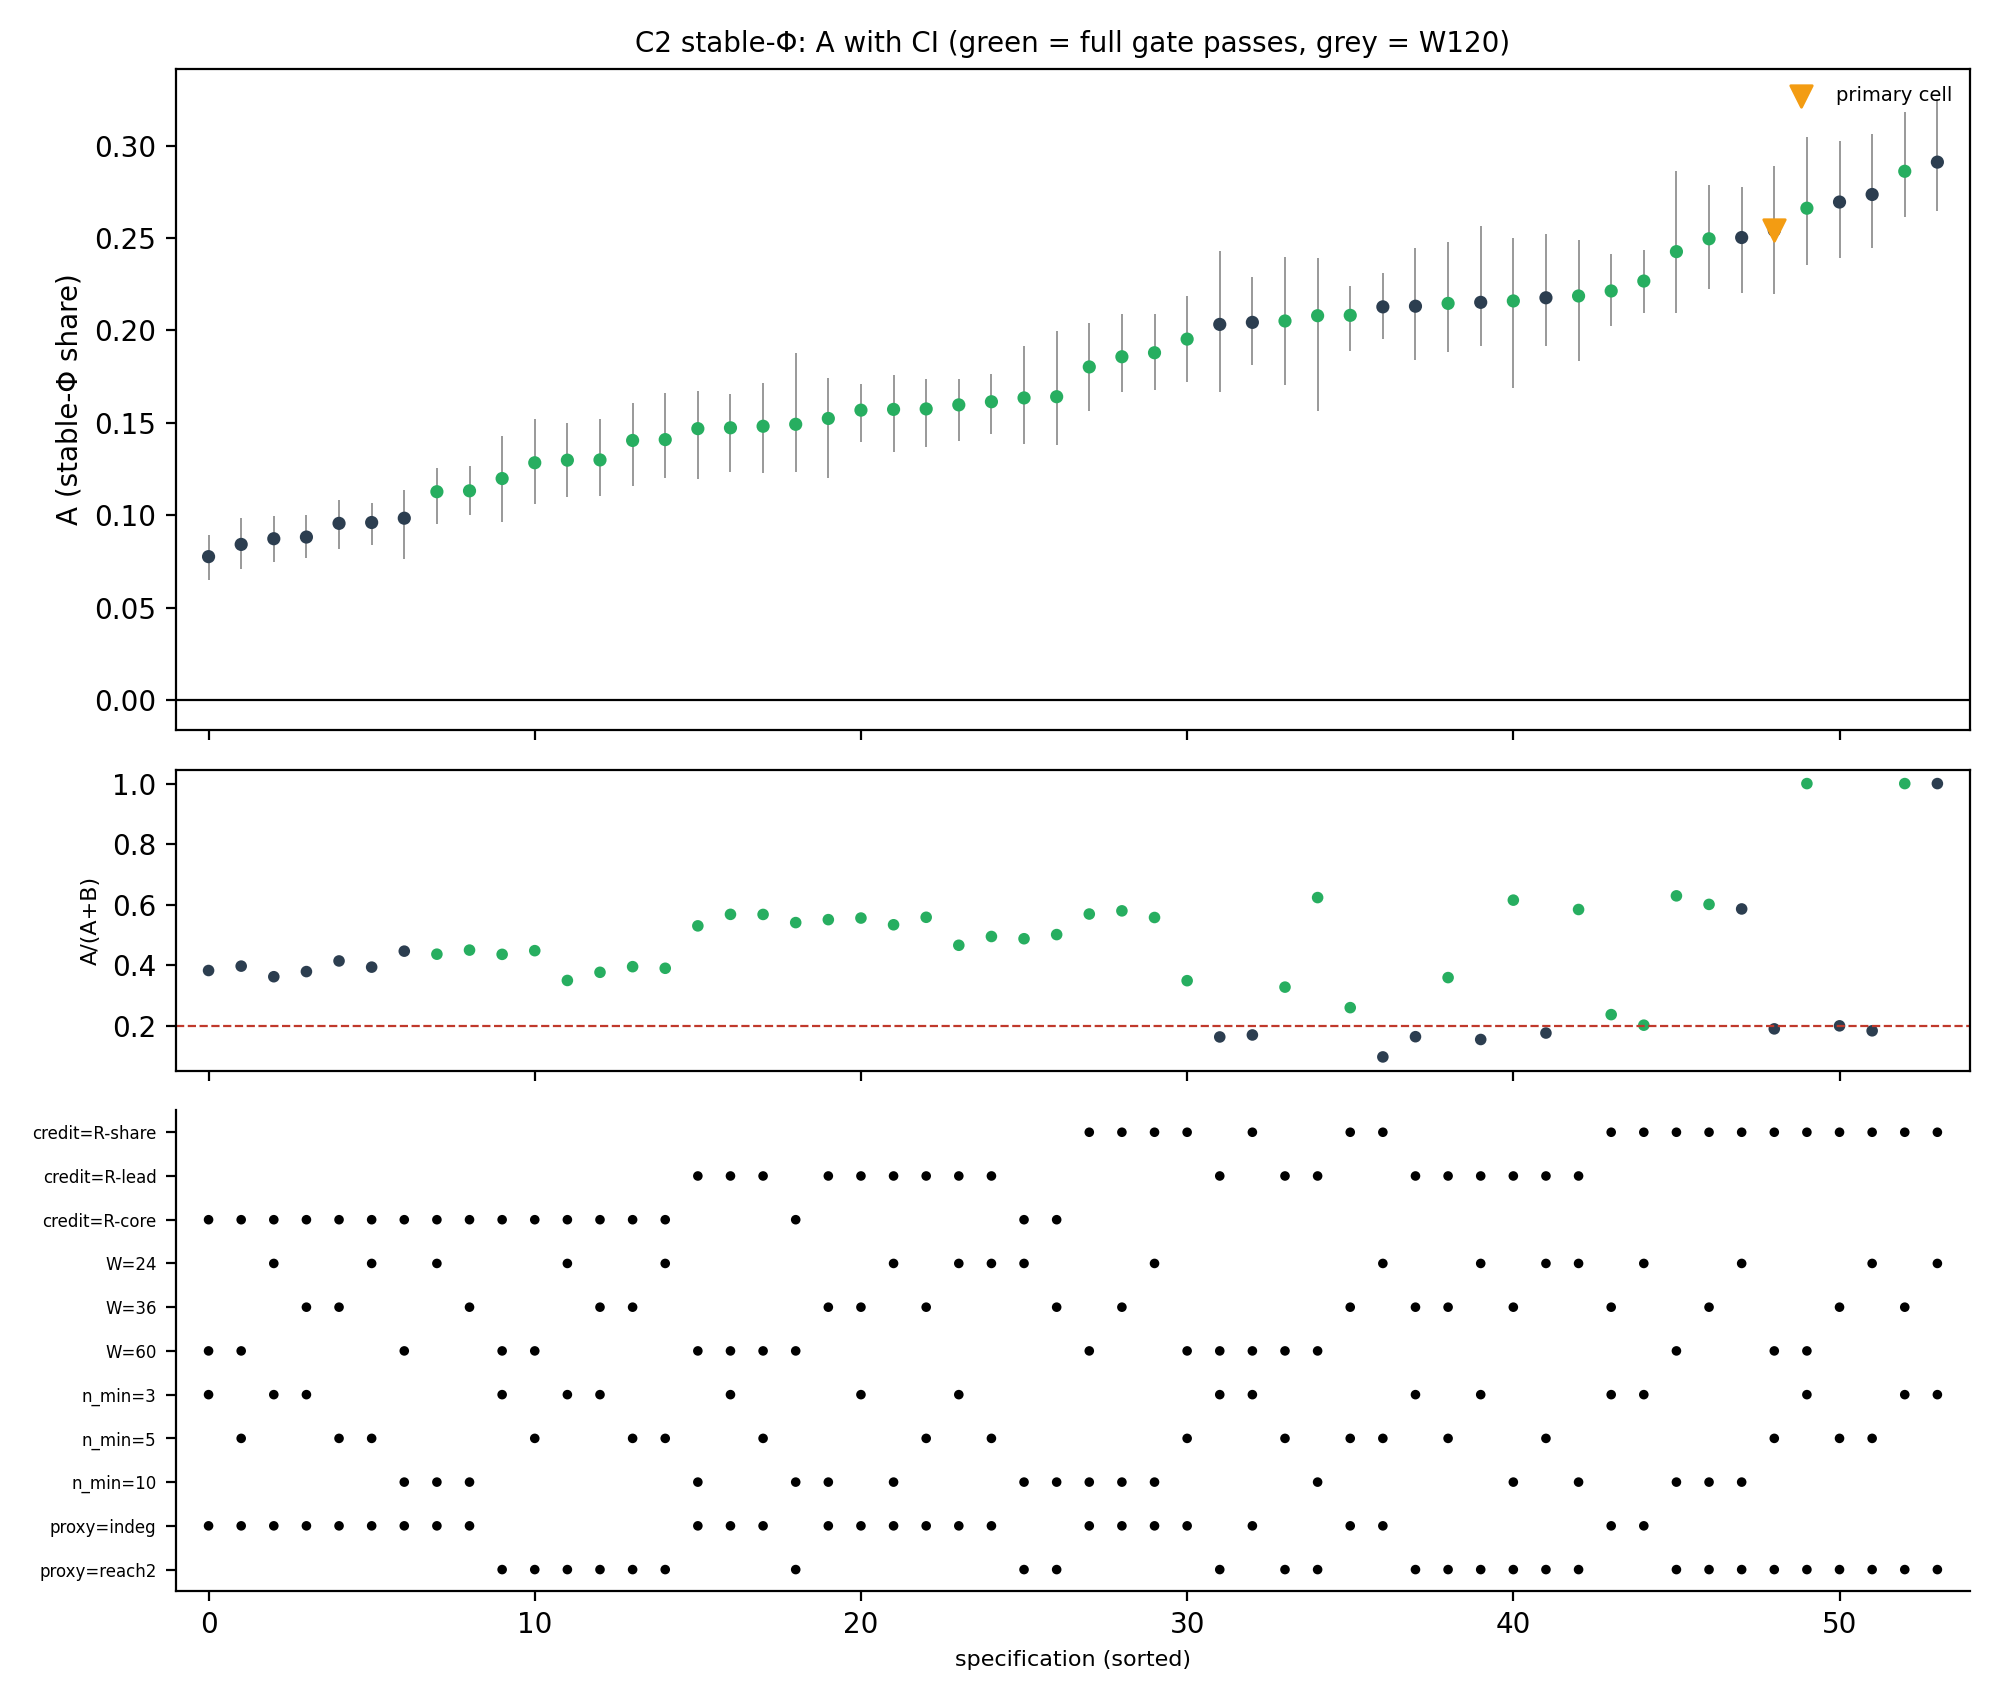 C2 stable-Φ: A with CI (green = full gate passes, grey = W120)
primary cell
A (stable-Φ share)
0.30
0.25
0.20
0.15
0.10
0.05
0.00
A/(A+B)
1.0
0.8
0.6
0.4
0.2
credit=R-share
credit=R-lead
credit=R-core
W=24
W=36
W=60
n_min=3
n_min=5
n_min=10
proxy=indeg
proxy=reach2
0 10 20 30 40 50
specification (sorted)